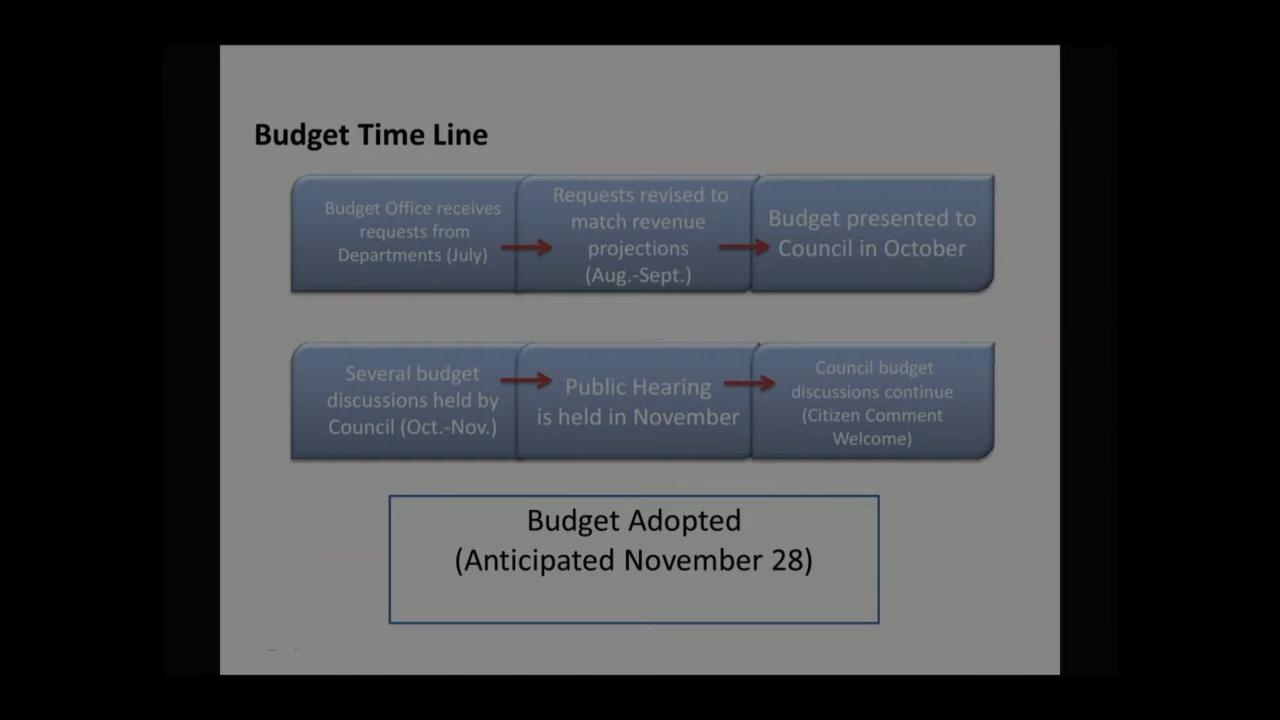 Budget Time Line
Budget Office receives
requests from
Departments (July)
Requests revised to
match revenue
projections
(Aug.-Sept.)
Budget presented to
Council in October
Several budget
discussions held by
Council (Oct.-Nov.)
Public Hearing
is held in November
Council budget
discussions continue
(Citizen Comment
Welcome)
Budget Adopted
(Anticipated November 28)